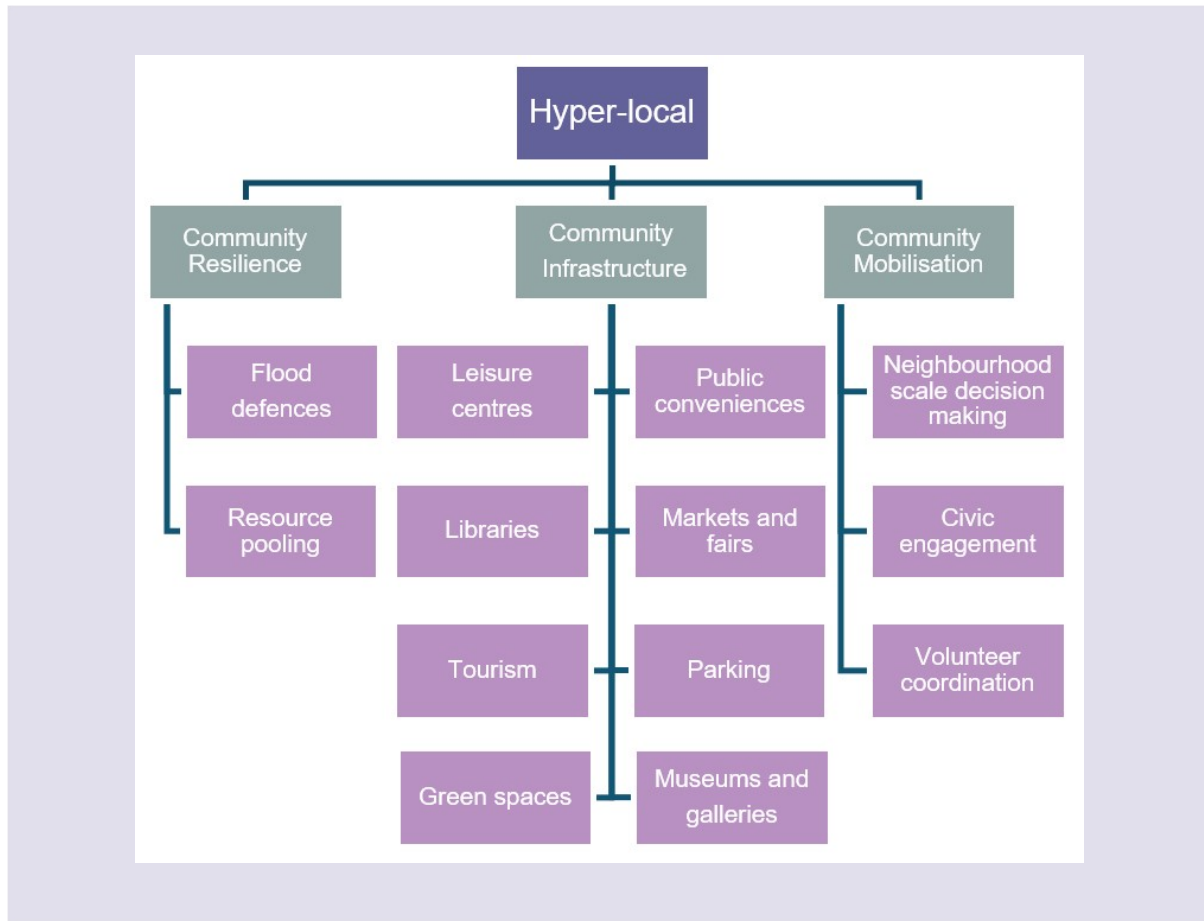 Hyper-local
Community
Resilience
Community
Infrastructure
Community
Mobilisation
Flood
defences
Resource
pooling
Leisure
centres
Public
conveniences
Libraries
Markets and
fairs
Tourism
Parking
Green spaces
Museums and
galleries
Neighbourhood
scale decision
making
Civic
engagement
Volunteer
coordination